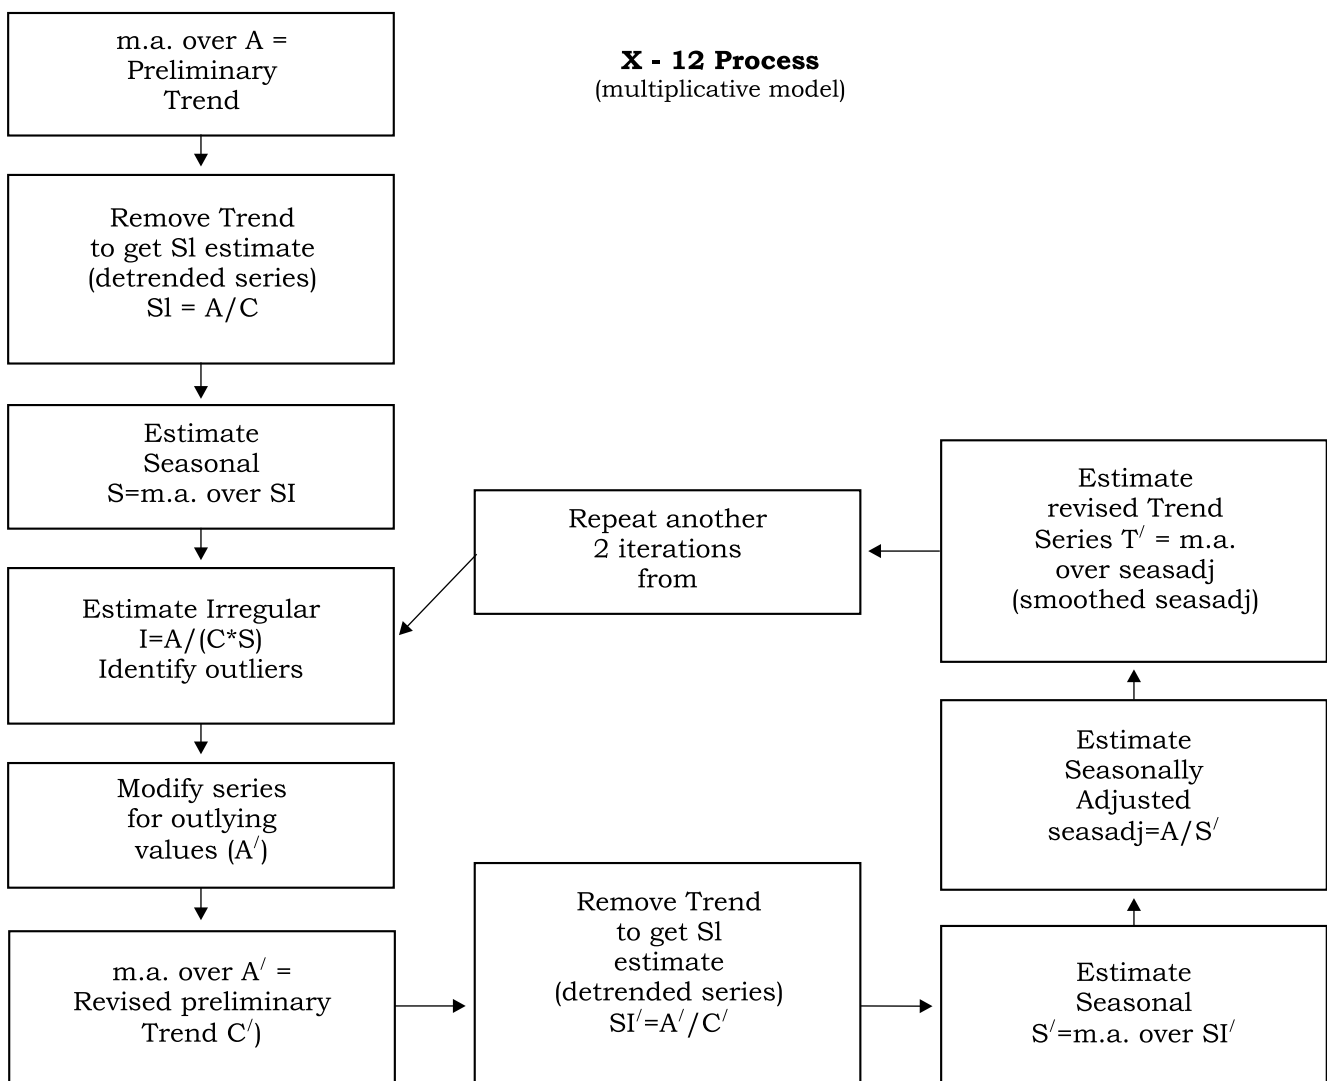 m.a. over A =
Preliminary
Trend
X - 12 Process
(multiplicative model)
Remove Trend
to get Sl estimate
(detrended series)
Sl = A/C
Estimate
Seasonal
S=m.a. over SI
Estimate Irregular
I=A/(C*S)
Identify outliers
Modify series
for outlying
values (A/)
m.a. over A/ =
Revised preliminary
Trend C/)
Remove Trend
to get Sl
estimate
(detrended series)
SI/=A/ /C/
Estimate
Seasonal
S/=m.a. over SI/
Estimate
Seasonally
Adjusted
seasadj=A/S/
Estimate
revised Trend
Series T/ = m.a.
over seasadj
(smoothed seasadj)
Repeat another
2 iterations
from